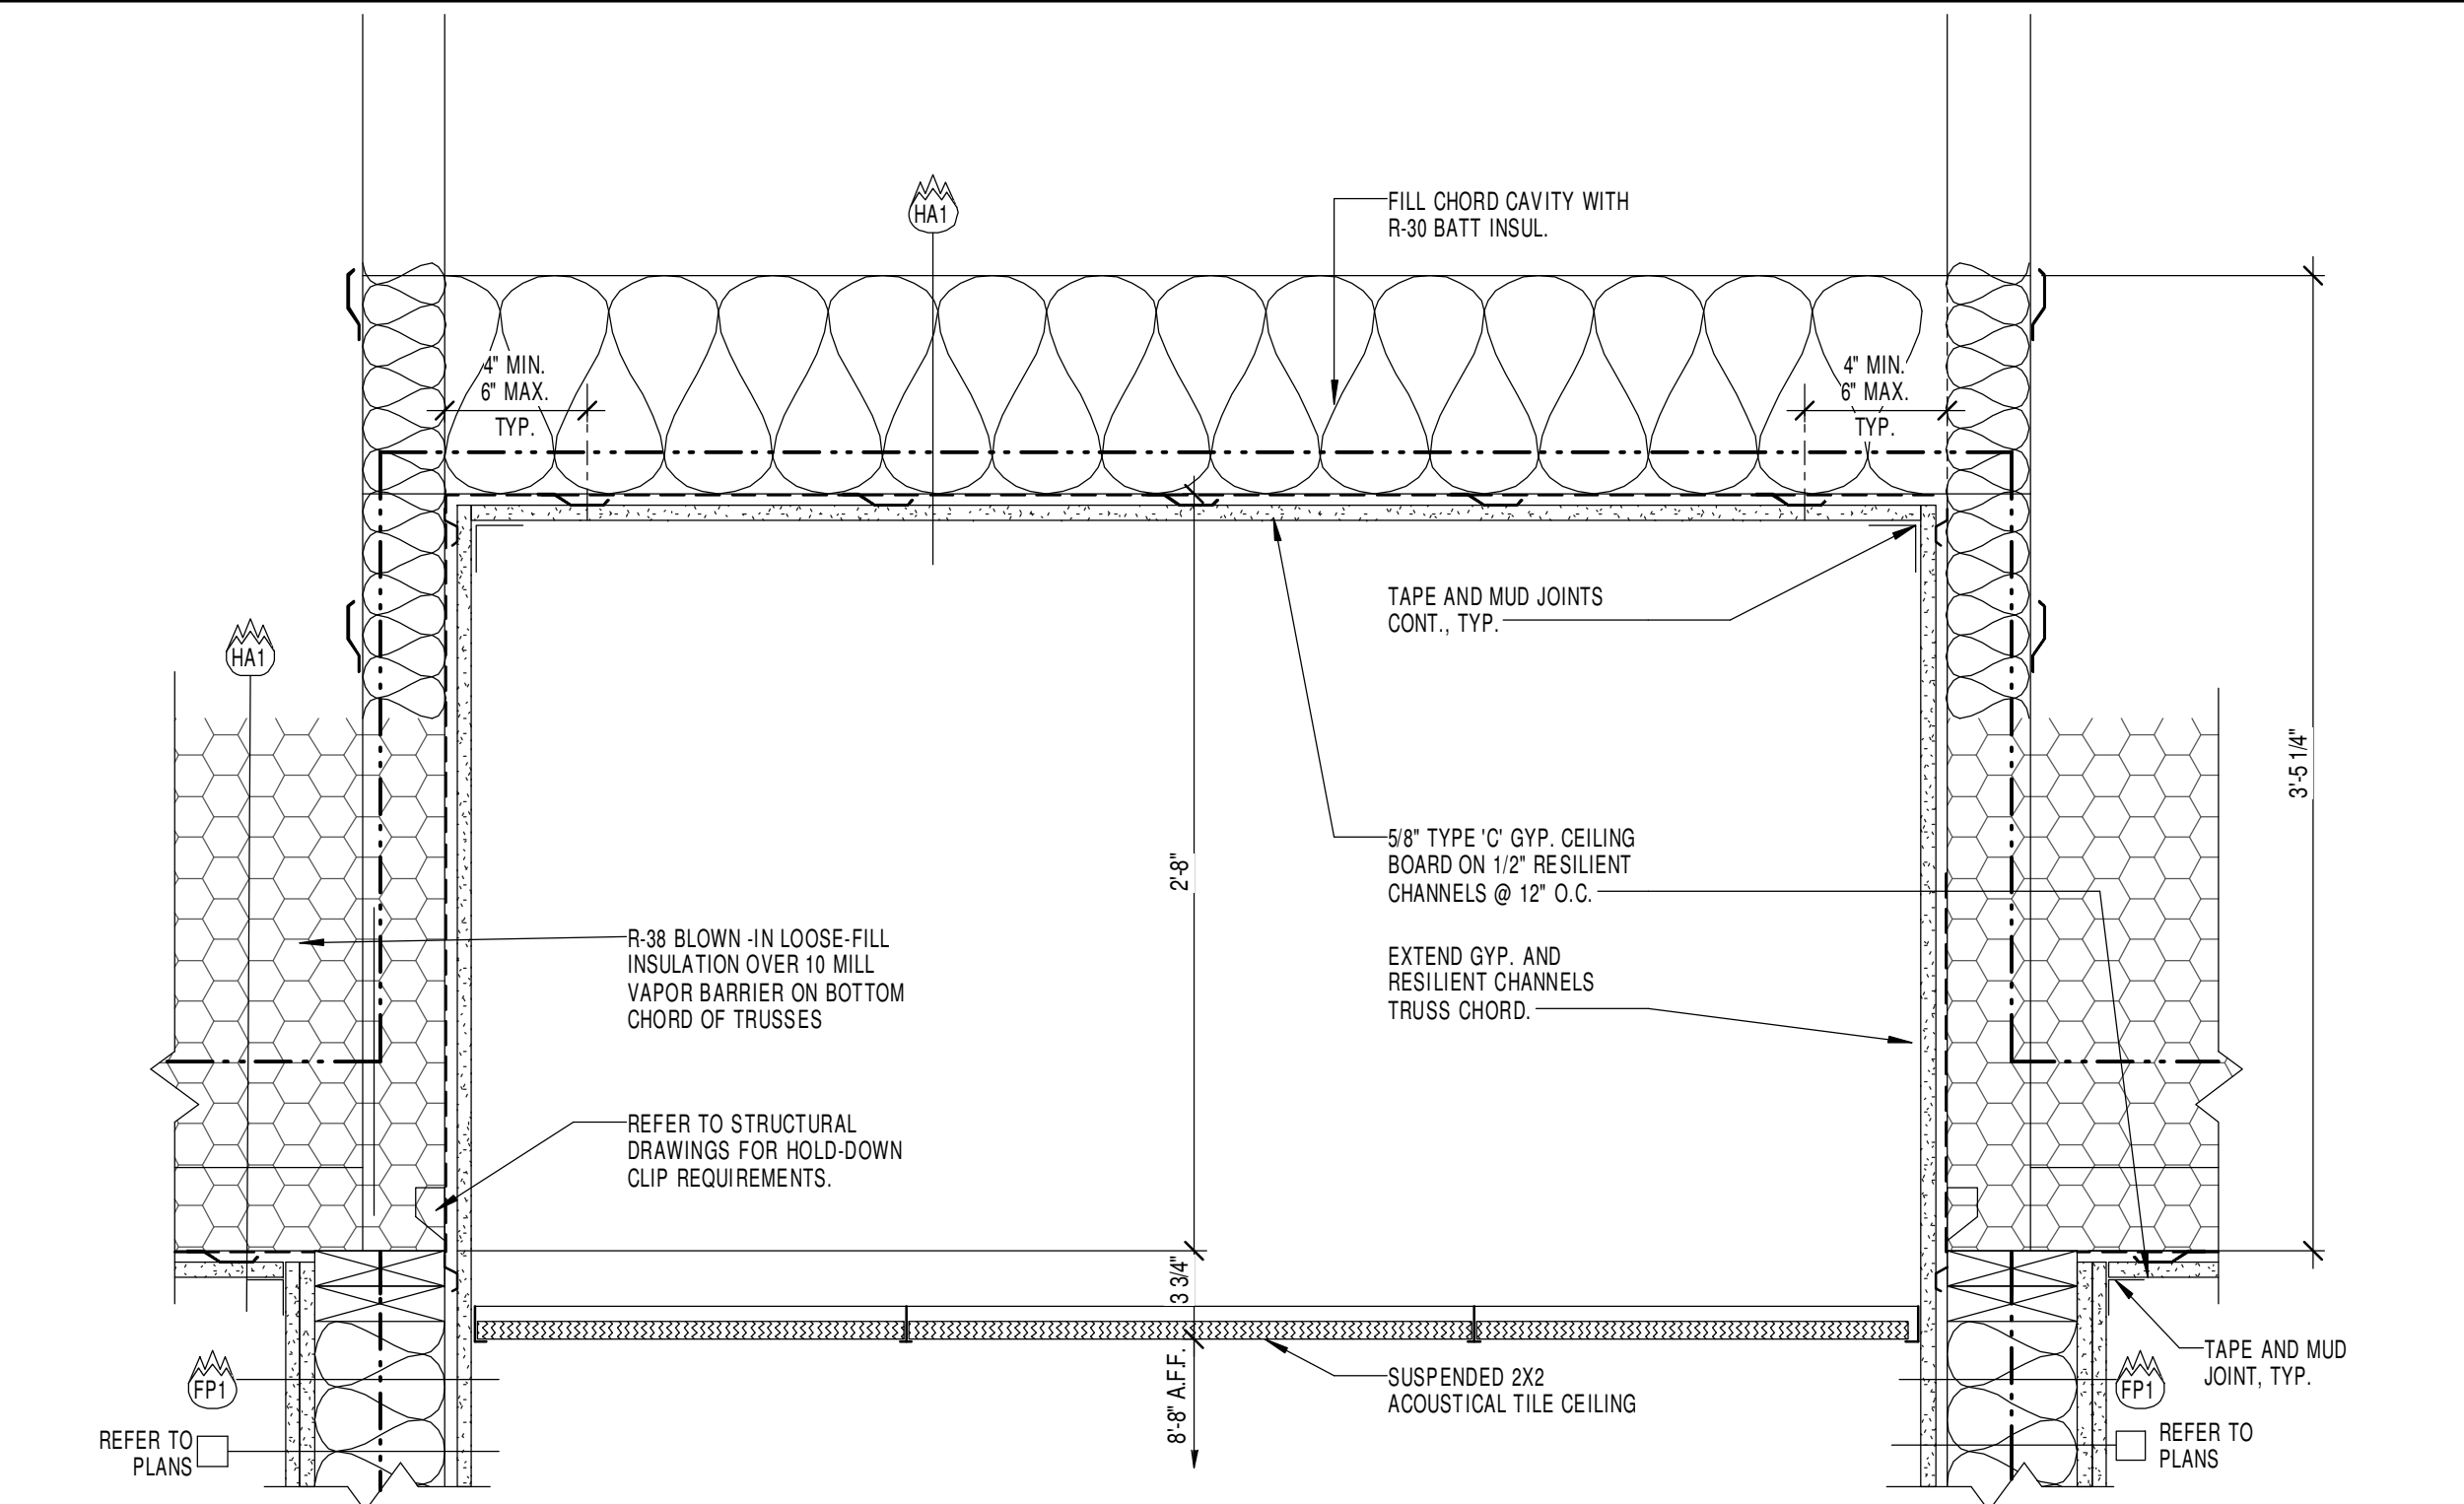 HA1
FILL CHORD CAVITY WITH
R-30 BATT INSUL.
4" MIN.
6" MAX.
TYP.
4" MIN.
6" MAX.
TYP.
HA1
TAPE AND MUD JOINTS
CONT., TYP.
3'-5 1/4"
2'-8"
5/8" TYPE 'C' GYP. CEILING
BOARD ON 1/2" RESILIENT
CHANNELS @ 12" O.C.
R-38 BLOWN -IN LOOSE-FILL
INSULATION OVER 10 MILL
VAPOR BARRIER ON BOTTOM
CHORD OF TRUSSES
EXTEND GYP. AND
RESILIENT CHANNELS
TRUSS CHORD.
REFER TO STRUCTURAL
DRAWINGS FOR HOLD-DOWN
CLIP REQUIREMENTS.
3 3/4"
8'-8" A.F.F.
SUSPENDED 2X2
ACOUSTICAL TILE CEILING
TAPE AND MUD
JOINT, TYP.
FP1
FP1
REFER TO
PLANS
REFER TO
PLANS